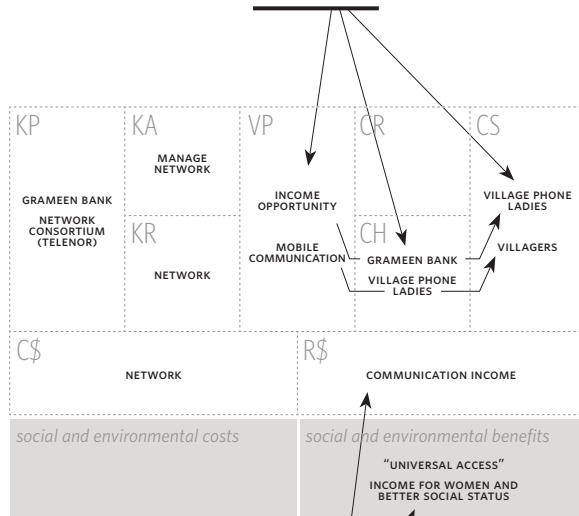 KP
GRAMEEN BANK
NETWORK
CONSORTIUM
(TELENOR)
KA
MANAGE
NETWORK
KR
NETWORK
VP
INCOME
OPPORTUNITY
MOBILE
COMMUNICATION
CR
CH
GRAMEEN BANK
VILLAGE PHONE
LADIES
CS
VILLAGE PHONE
LADIES
VILLAGERS
C$
NETWORK
R$
COMMUNICATION INCOME
social and environmental costs
social and environmental benefits
“UNIVERSAL ACCESS”
INCOME FOR WOMEN AND
BETTER SOCIAL STATUS